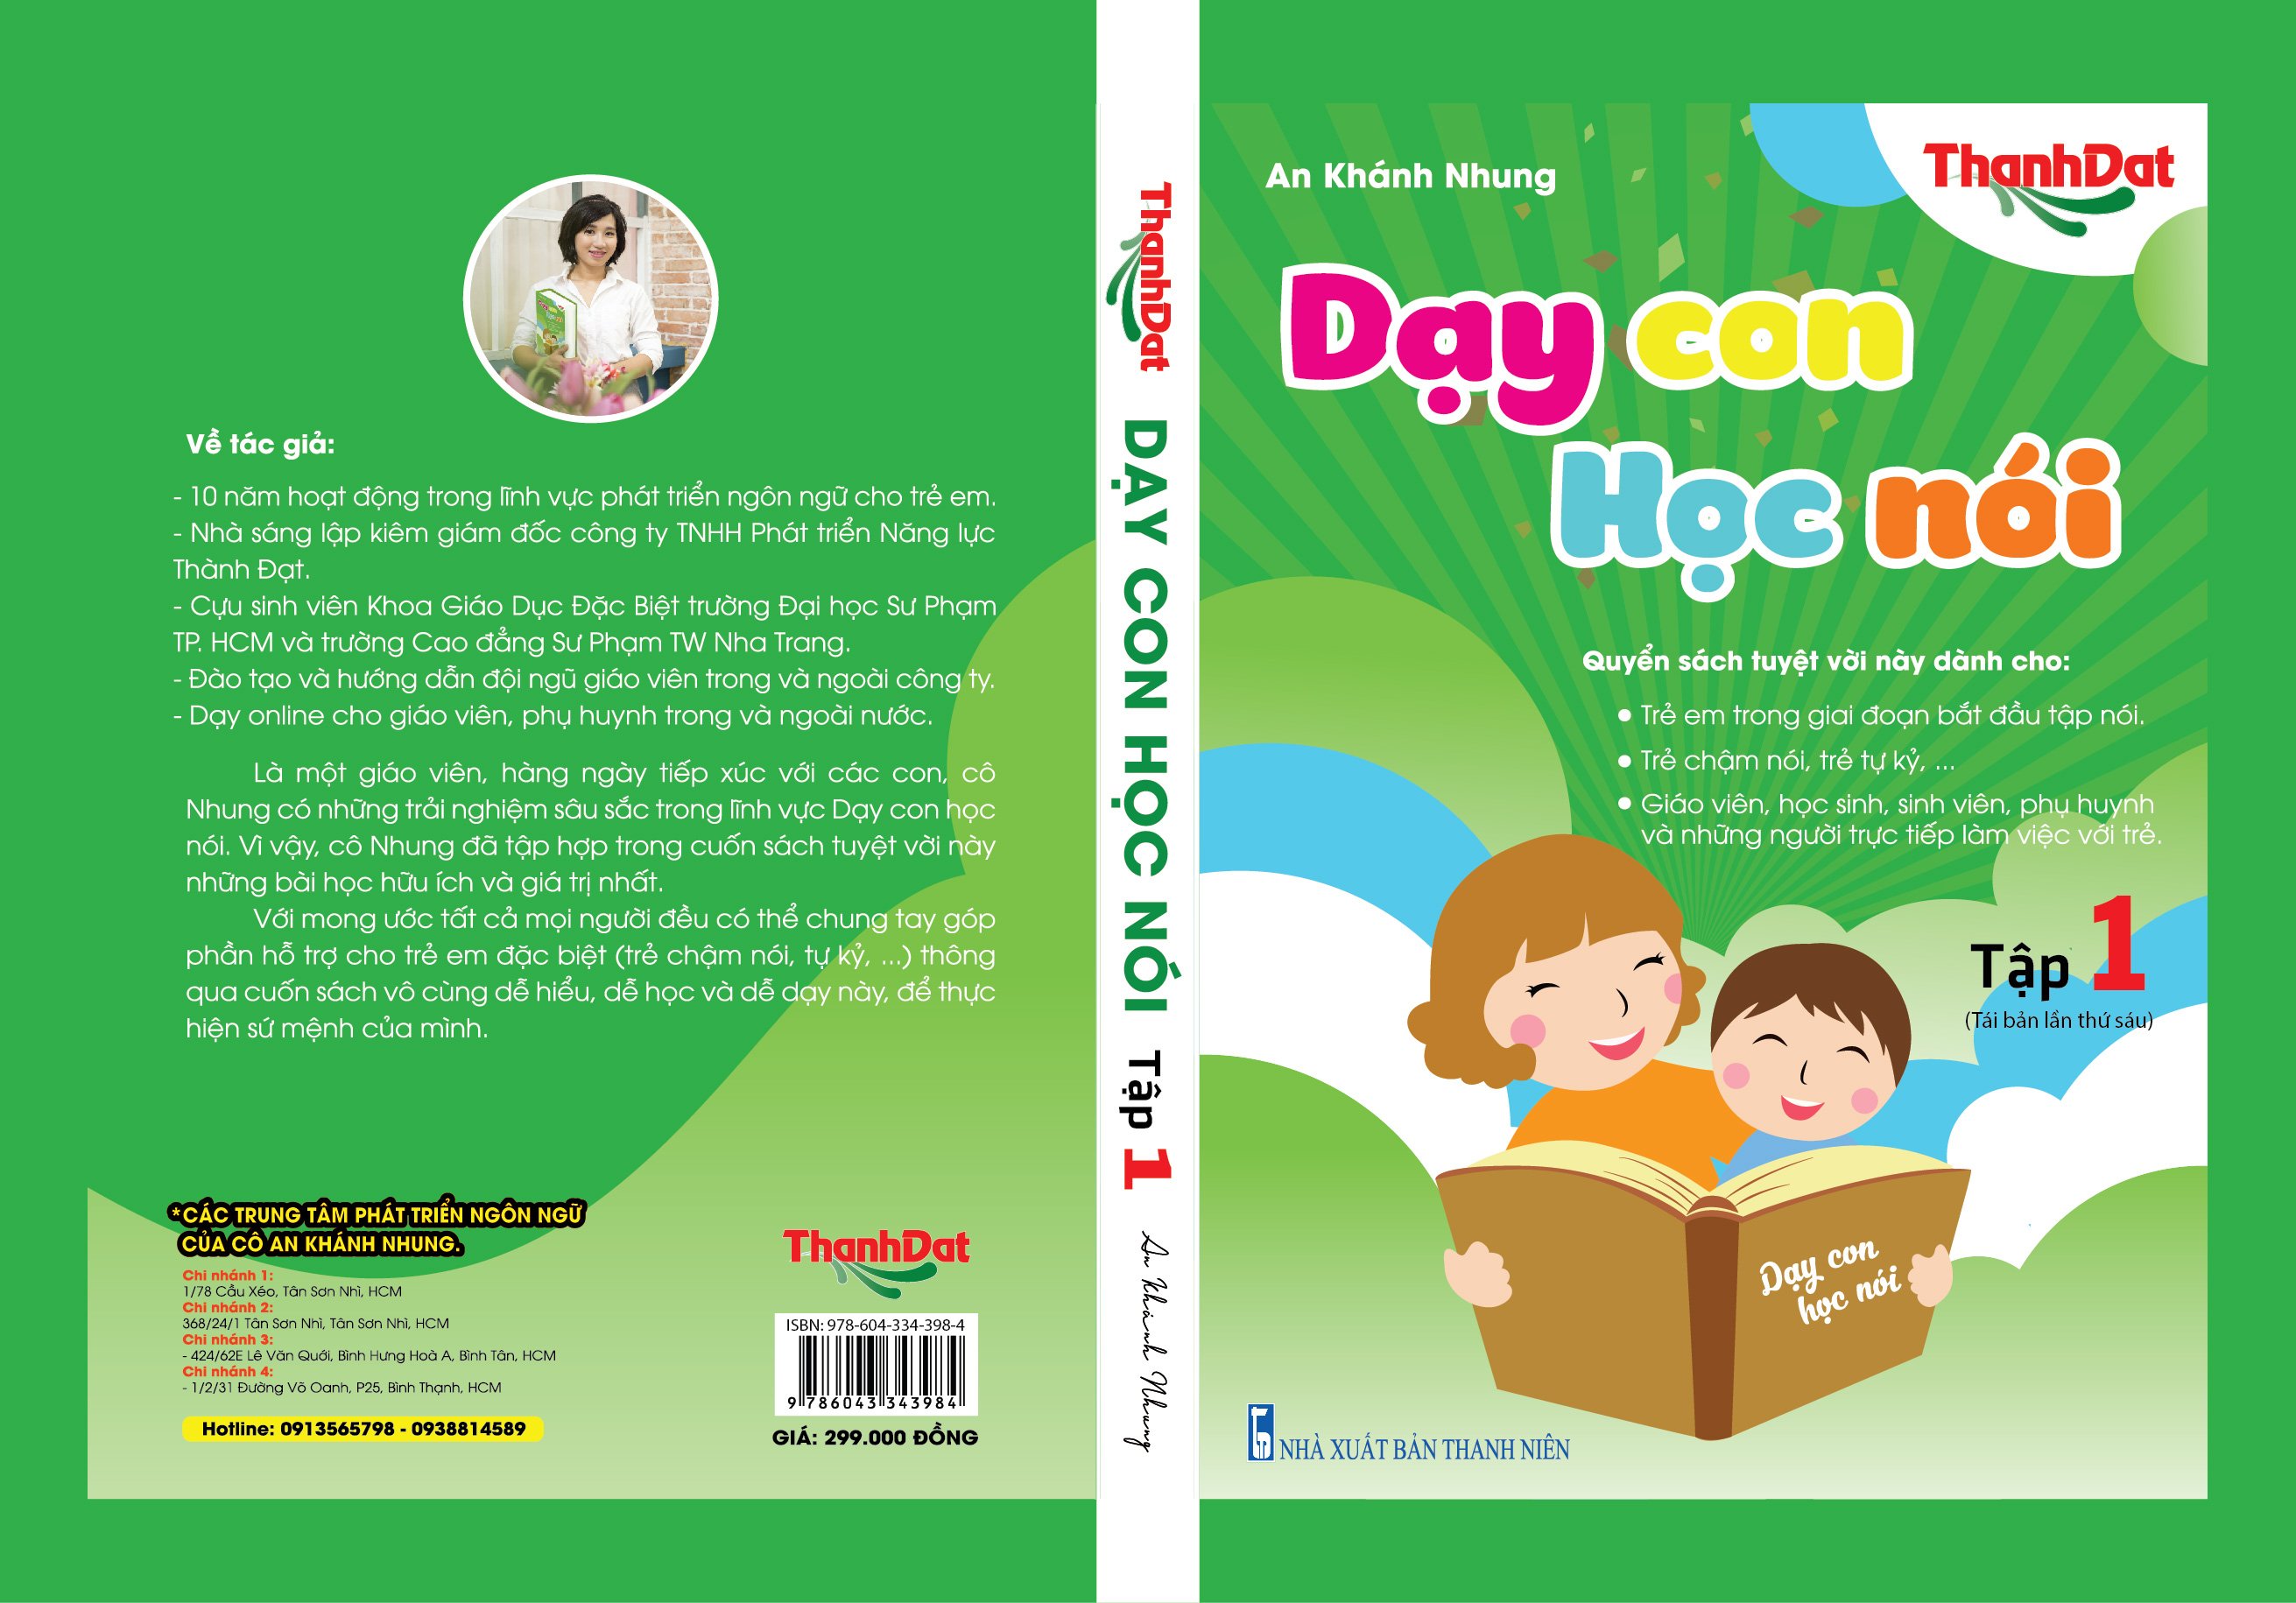 Về tác giả:
- 10 năm hoạt động trong lĩnh vực phát triển ngôn ngữ cho trẻ em.
- Nhà sáng lập kiêm giám đốc công ty TNHH Phát triển Năng lực
Thành Đạt.
- Cựu sinh viên Khoa Giáo Dục Đặc Biệt trường Đại học Sư Phạm
TP. HCM và trường Cao đẳng Sư Phạm TW Nha Trang.
- Đào tạo và hướng dẫn đội ngũ giáo viên trong và ngoài công ty.
- Dạy online cho giáo viên, phụ huynh trong và ngoài nước.
Là một giáo viên, hàng ngày tiếp xúc với các con, cô
Nhung có những trải nghiệm sâu sắc trong lĩnh vực Dạy con học
nói. Vì vậy, cô Nhung đã tập hợp trong cuốn sách tuyệt vời này
những bài học hữu ích và giá trị nhất.
Với mong ước tất cả mọi người đều có thể chung tay góp
phần hỗ trợ cho trẻ em đặc biệt (trẻ chậm nói, tự kỷ, ...) thông
qua cuốn sách vô cùng dễ hiểu, dễ học và dễ dạy này, để thực
hiện sứ mệnh của mình.
*CÁC TRUNG TÂM PHÁT TRIỂN NGÔN NGỮ
CỦA CÔ AN KHÁNH NHUNG.
Chi nhánh 1:
1/78 Cầu Xéo, Tân Sơn Nhì, HCM
Chi nhánh 2:
368/24/1 Tân Sơn Nhì, Tân Sơn Nhì, HCM
Chi nhánh 3:
- 424/62E Lê Văn Quới, Bình Hưng Hoà A, Bình Tân, HCM
Chi nhánh 4:
- 1/2/31 Đường Võ Oanh, P25, Bình Thạnh, HCM
Hotline: 0913565798 - 0938814589
ThanhDat
ISBN: 978-604-334-398-4
9 786043 343984
GIÁ: 299.000 ĐỒNG
ThanhDat
DẠY CON HỌC NÓI
Tập 1
An Khánh Nhung
An Khánh Nhung
ThanhDat
Dạy con
Học nói
Quyển sách tuyệt vời này dành cho:
● Trẻ em trong giai đoạn bắt đầu tập nói.
● Trẻ chậm nói, trẻ tự kỷ, ...
● Giáo viên, học sinh, sinh viên, phụ huynh
và những người trực tiếp làm việc với trẻ.
Tập 1
(Tái bản lần thứ sáu)
Dạy con
học nói
NHÀ XUẤT BẢN THANH NIÊN